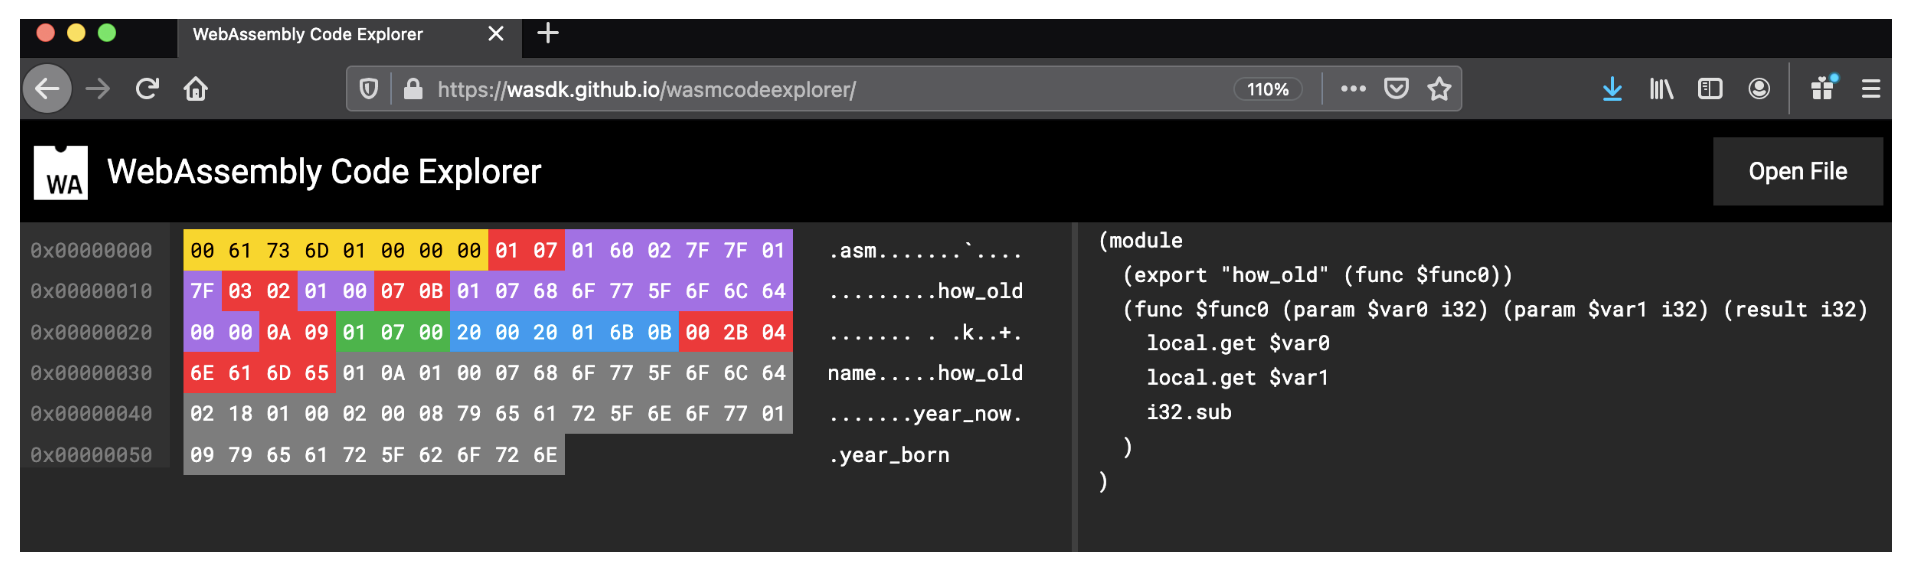 WebAssembly Code Explorer
https://wasdk.github.io/wasmcodeexplorer/
110%
WA
WebAssembly Code Explorer
Open File
0x00000000 00 61 73 6D 01 00 00 00 01 07 01 60 02 7F 7F 01 .asm.......`....
0x00000010 7F 03 02 01 00 07 0B 01 07 68 6F 77 5F 6F 6C 64 .........how_old
0x00000020 00 00 0A 09 01 07 00 20 00 20 01 6B 0B 00 2B 04 ....... . .k..+.
0x00000030 6E 61 6D 65 01 0A 01 00 07 68 6F 77 5F 6F 6C 64 name.....how_old
0x00000040 02 18 01 00 02 00 08 79 65 61 72 5F 6E 6F 77 01 .......year_now.
0x00000050 09 79 65 61 72 5F 62 6F 72 6E .year_born
(module
(export "how_old" (func $func0))
(func $func0 (param $var0 i32) (param $var1 i32) (result i32)
local.get $var0
local.get $var1
i32.sub
)
)